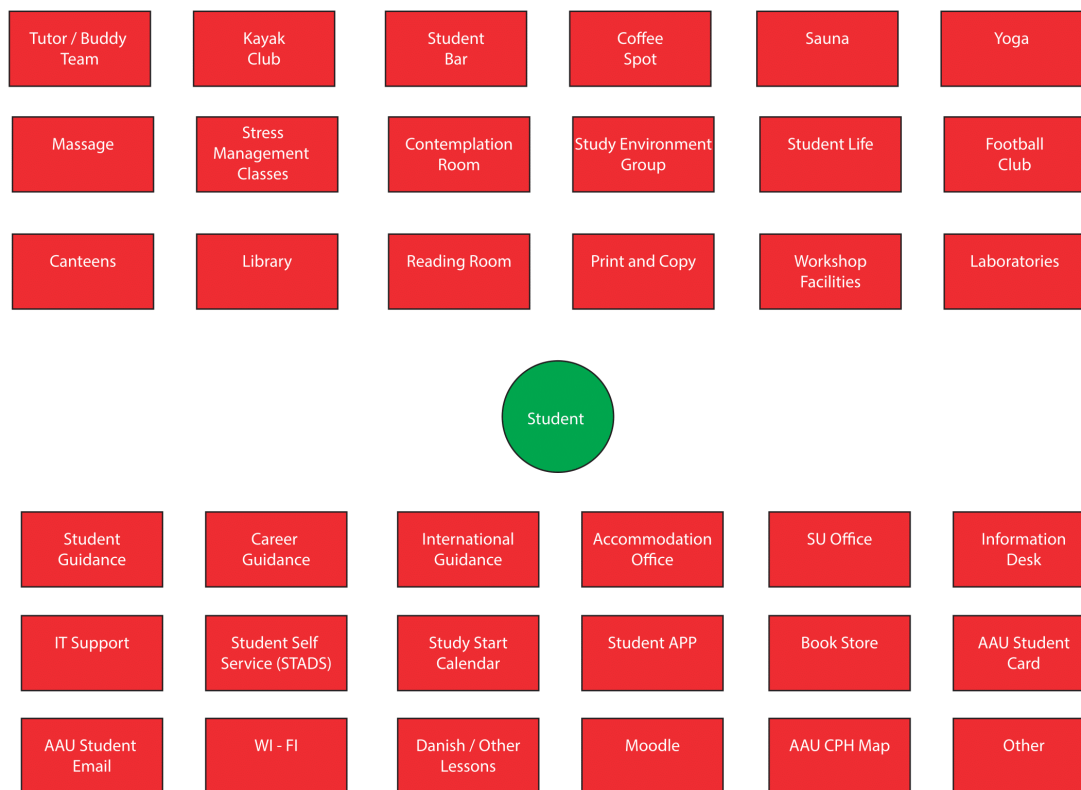 Tutor / Buddy
Team
Kayak
Club
Student
Bar
Coffee
Spot
Sauna
Yoga
Massage
Stress
Management
Classes
Contemplation
Room
Study Environment
Group
Student Life
Football
Club
Canteens
Library
Reading Room
Print and Copy
Workshop
Facilities
Laboratories
Student
Student
Guidance
Career
Guidance
International
Guidance
Accommodation
Office
SU Office
Information
Desk
IT Support
Student Self
Service (STADS)
Study Start
Calendar
Student APP
Book Store
AAU Student
Card
AAU Student
Email
WI - FI
Danish / Other
Lessons
Moodle
AAU CPH Map
Other